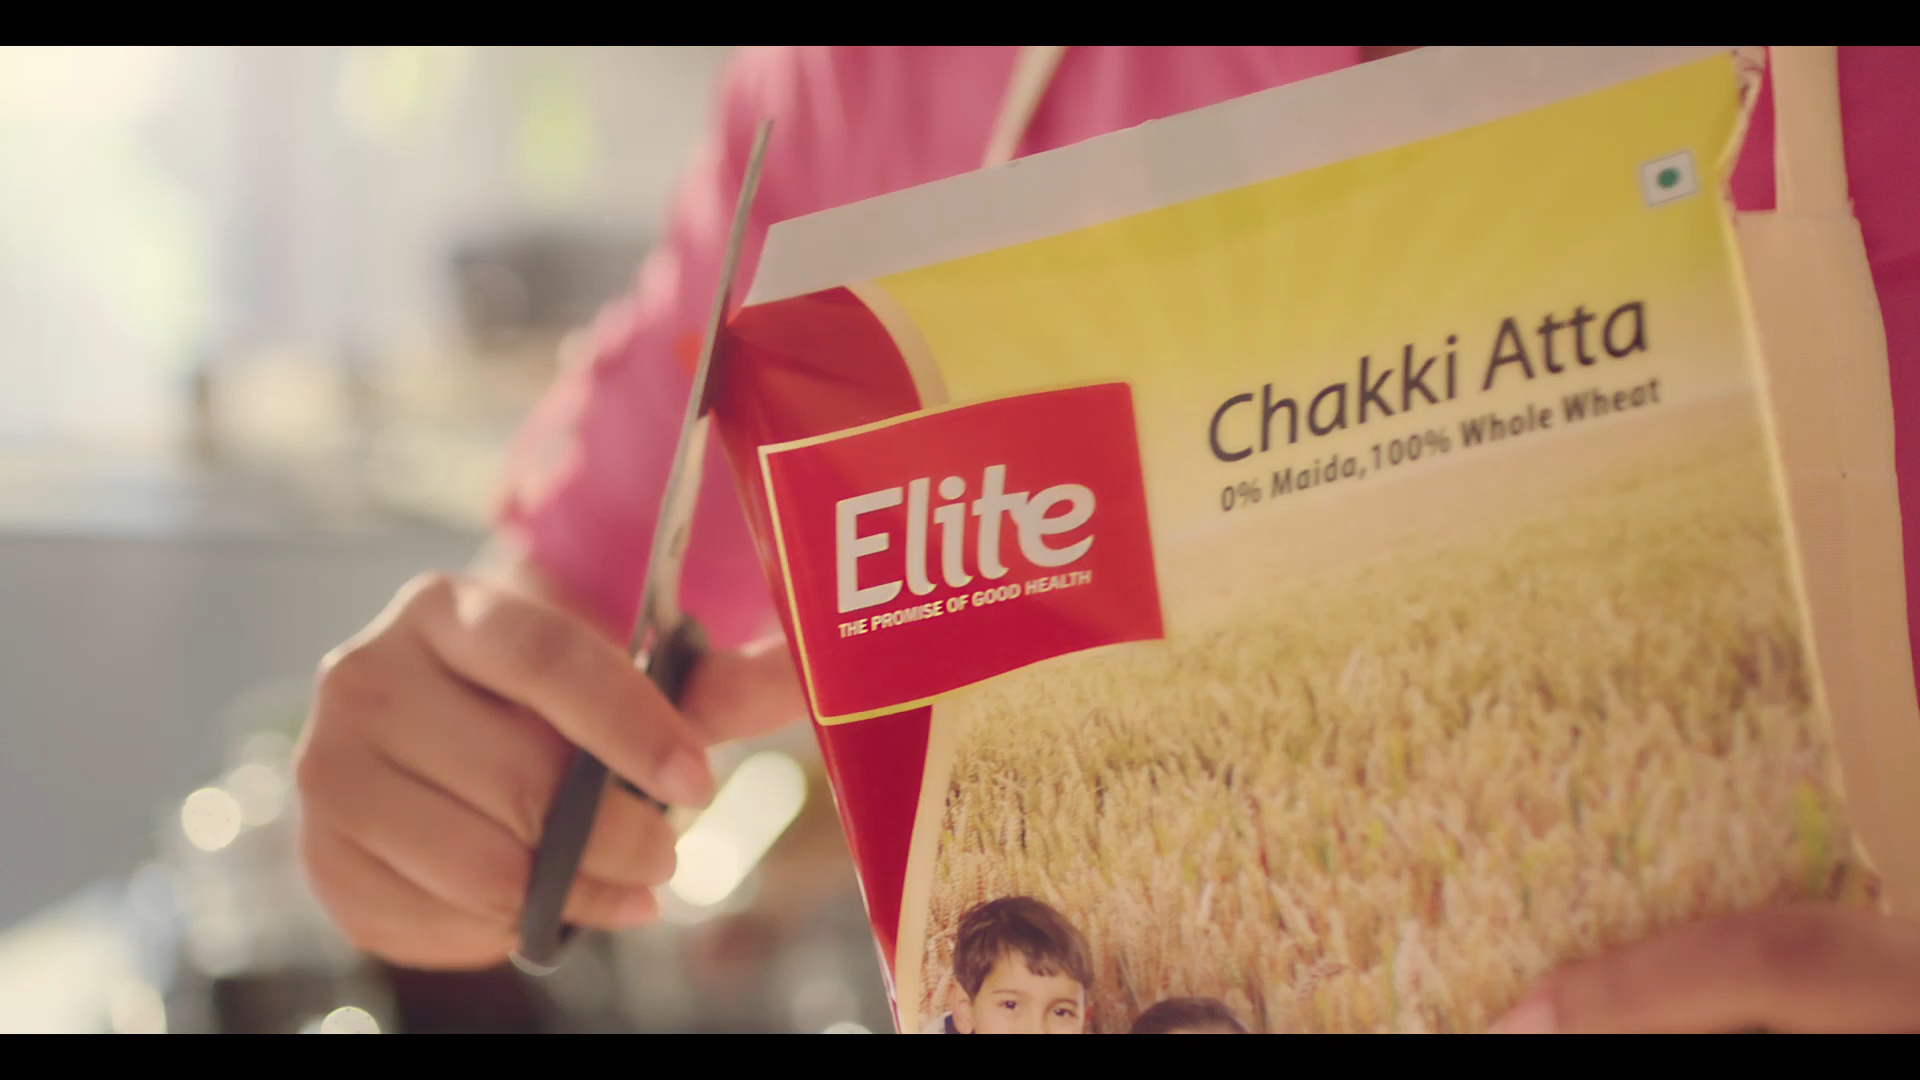 Chakki Atta
0% Maida, 100% Whole Wheat
Elite
THE PROMISE OF GOOD HEALTH